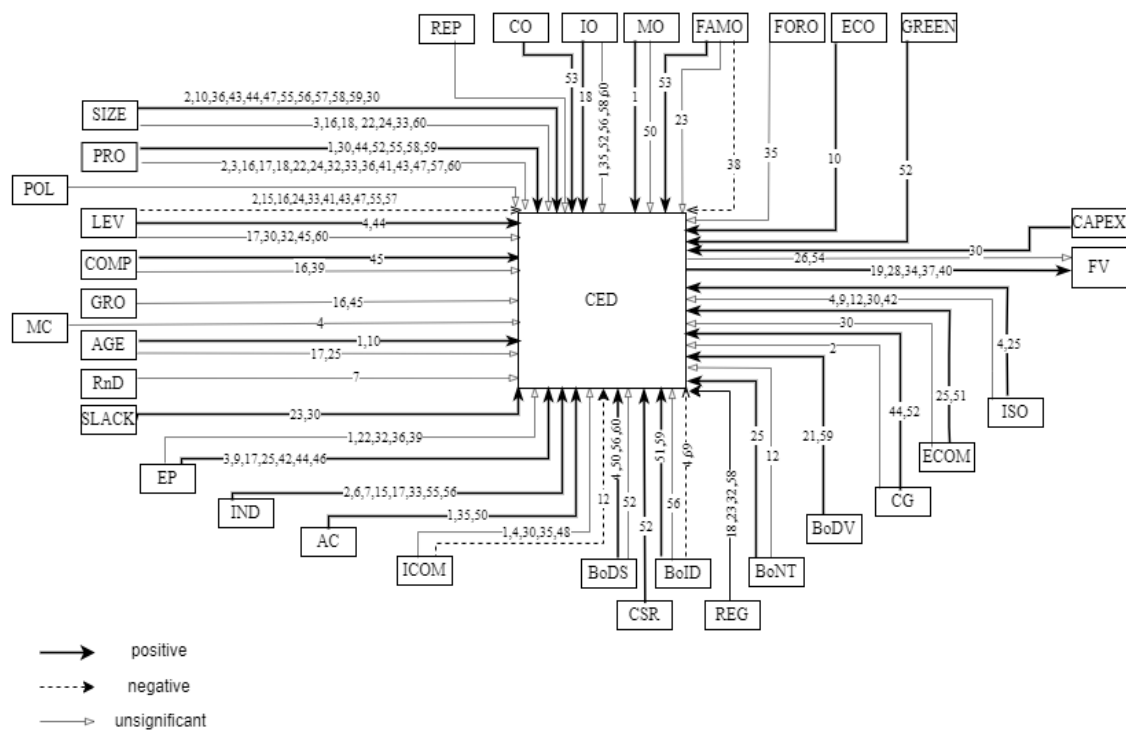 REP
CO
IO
MO
FAMO
FORO
ECO
GREEN
SIZE
2,10,36,43,44,47,55,56,57,58,59,30
3,16,18, 22,24,33,60
53
18
1,35,52,56,58,60
1
50
53
23
38
35
10
52
PRO
1,30,44,52,55,58,59
2,3,16,17,18,22,24,32,33,36,41,43,47,57,60
POL
2,15,16,24,33,41,43,47,55,57
LEV
4,44
17,30,32,45,60
CAPEX
30
COMP
45
16,39
26,54
FV
19,28,34,37,40
CED
GRO
16,45
4,9,12,30,42
MC
4
30
4,25
AGE
1,10
17,25
2
RnD
7
ISO
SLACK
23,30
25,51
44,52
1,22,32,36,39
EP
3,9,17,25,42,44,46
25
12
21,59
ECOM
IND
2,6,7,15,17,33,55,56
12
4,50,56,60
52
52
51,59
56
4,69
18,23,32,58
CG
AC
1,35,50
BoDV
ICOM
1,4,30,35,48
BoDS
BoID
BoNT
CSR
REG
positive
negative
unsignificant